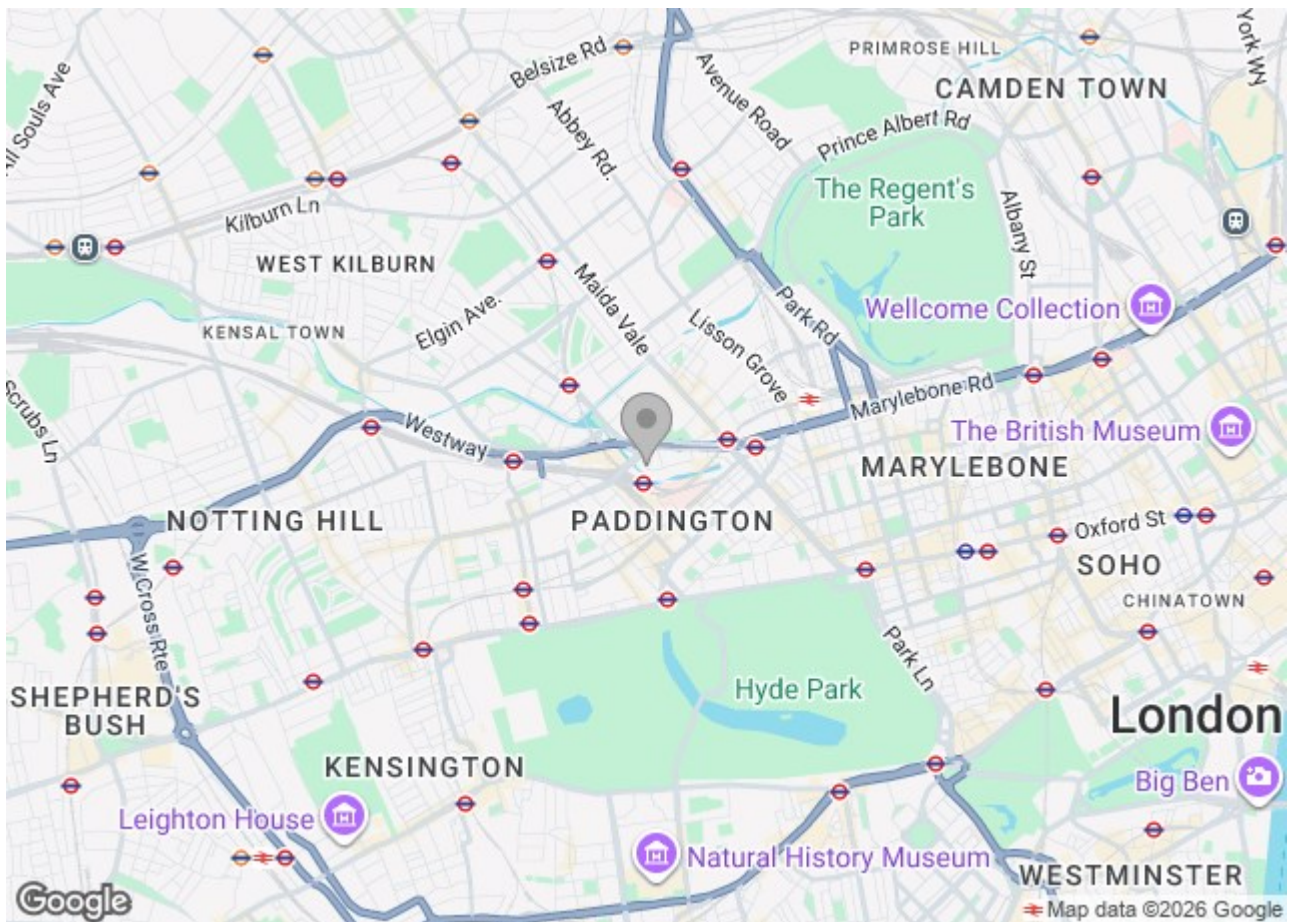 PRIMROSE HILL
York Wy
Belsize Rd
Avenue Road
CAMDEN TOWN
Souls Ave
Abbey Rd.
Prince Albert Rd
The Regent's
Park
Albany St
Kilburn Ln
WEST KILBURN
Maida Vale
Park Rd
Wellcome Collection
KENSAL TOWN
Elgin Ave.
Lisson Grove
Scrubs Ln
Westway
Marylebone Rd
The British Museum
MARYLEBONE
NOTTING HILL
PADDINGTON
Oxford St
SOHO
W Cross Rte
CHINATOWN
Park Ln
SHEPHERD'S
BUSH
Hyde Park
London
KENSINGTON
Big Ben
Leighton House
Natural History Museum
WESTMINSTER
Google
Map data ©2026 Google